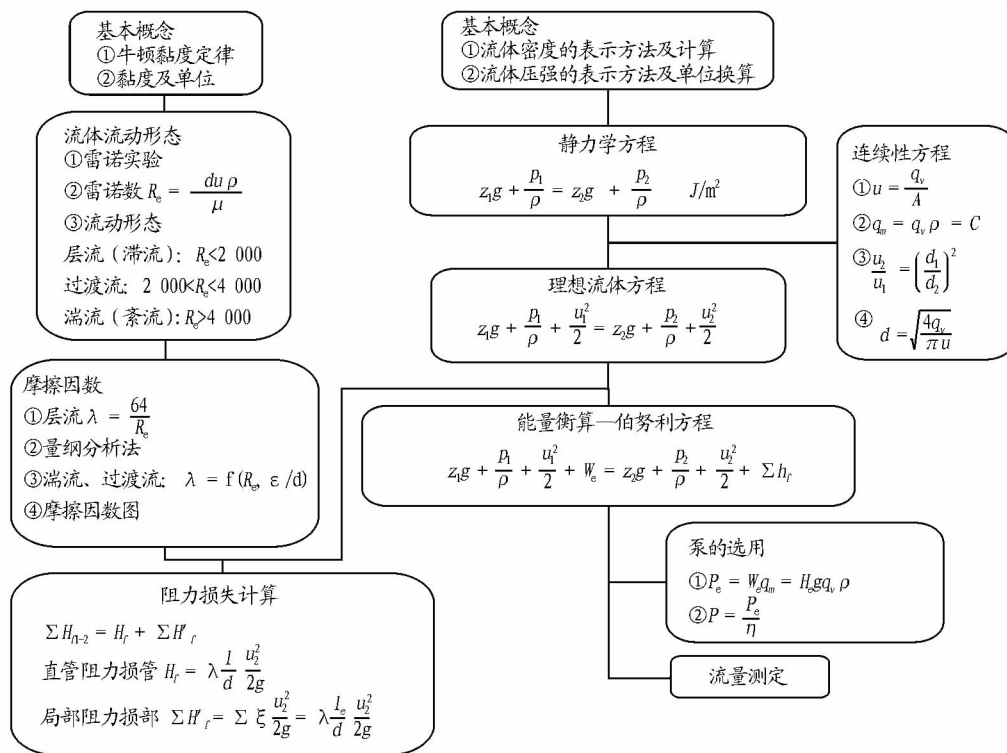 基本概念
①牛顿黏度定律
②黏度及单位
流体流动形态
①雷诺实验
②雷诺数 Re = duρ/μ
③流动形态
层流（滞流）：Re<2 000
过渡流：2 000<Re<4 000
湍流（紊流）：Re>4 000
摩擦因数
①层流 λ = 64/Re
②量纲分析法
③湍流、过渡流：λ = f(Re, ε/d)
④摩擦因数图
阻力损失计算
ΣHf1-2 = Hf + ΣH′f
直管阻力损管 Hf = λ l/d u₂²/2g
局部阻力损部 ΣH′f = Σ ξ u₂²/2g = λ le/d u₂²/2g
基本概念
①流体密度的表示方法及计算
②流体压强的表示方法及单位换算
静力学方程
z₁g + p₁/ρ = z₂g + p₂/ρ J/m²
理想流体方程
z₁g + p₁/ρ + u₁²/2 = z₂g + p₂/ρ + u₂²/2
能量衡算—伯努利方程
z₁g + p₁/ρ + u₁²/2 + We = z₂g + p₂/ρ + u₂²/2 + Σhf
连续性方程
①u = qv/A
②qm = qvρ = C
③u₂/u₁ = (d₁/d₂)²
④ d = √(4qv/πu)
泵的选用
①Pe = Weqm = Hegqvρ
②P = Pe/η
流量测定